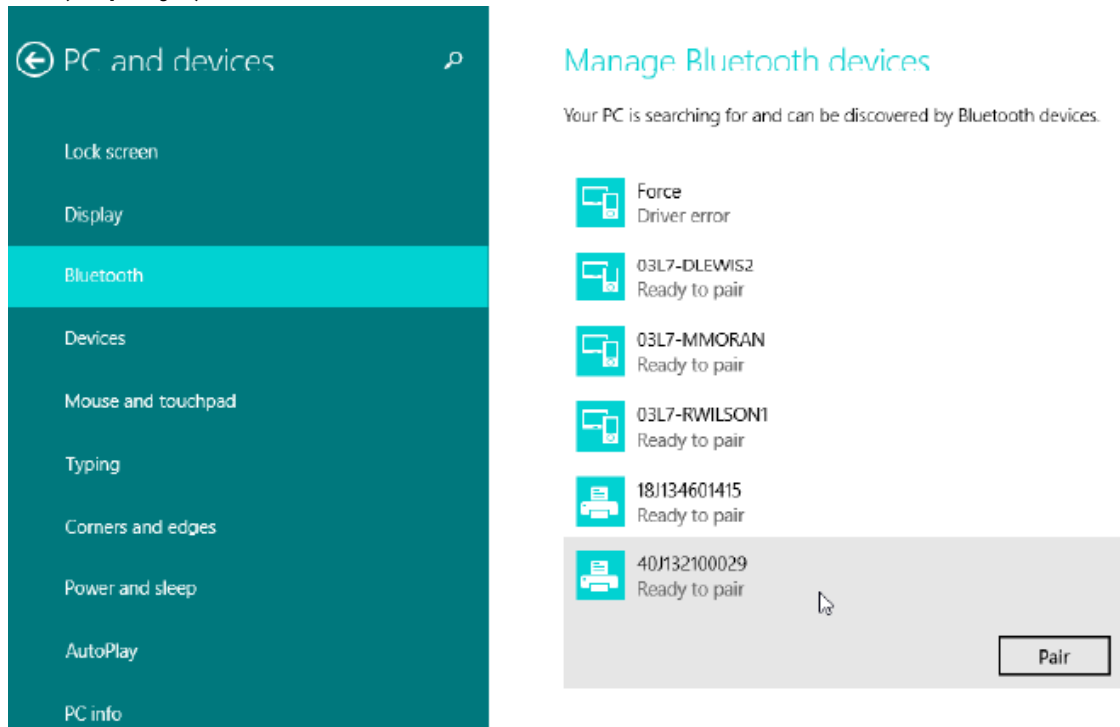 PC and devices
Lock screen
Display
Bluetooth
Devices
Mouse and touchpad
Typing
Corners and edges
Power and sleep
AutoPlay
PC info
Manage Bluetooth devices
Your PC is searching for and can be discovered by Bluetooth devices.
Force
Driver error
03L7-DLEWIS2
Ready to pair
03L7-MMORAN
Ready to pair
03L7-RWILSON1
Ready to pair
18J134601415
Ready to pair
40J132100029
Ready to pair
Pair